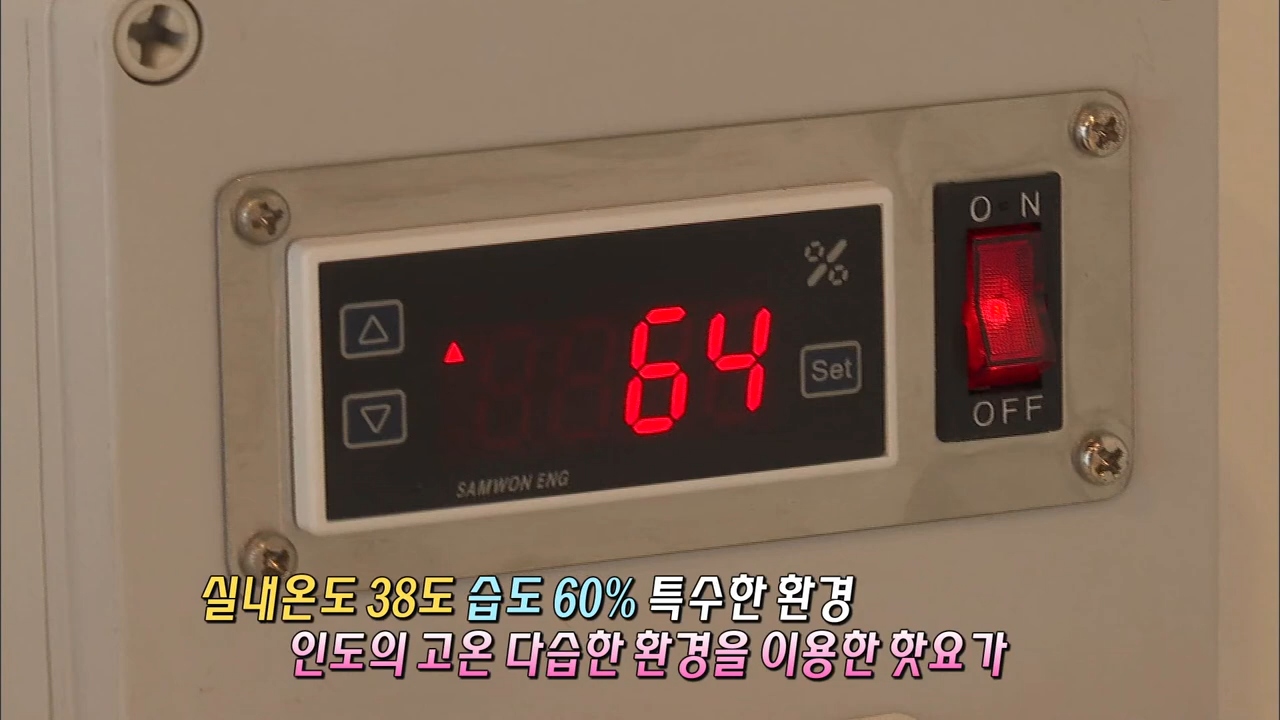 %
64
Set
SAMWON ENG
O N
OFF
실내온도 38도 습도 60% 특수한 환경
인도의 고온 다습한 환경을 이용한 핫요가